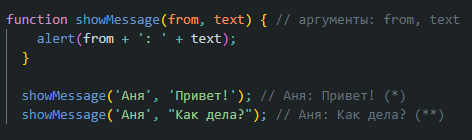 function showMessage(from, text) { // аргументы: from, text
    alert(from + ': ' + text);
  }

  showMessage('Аня', 'Привет!'); // Аня: Привет! (*)
  showMessage('Аня', "Как дела?"); // Аня: Как дела? (**)